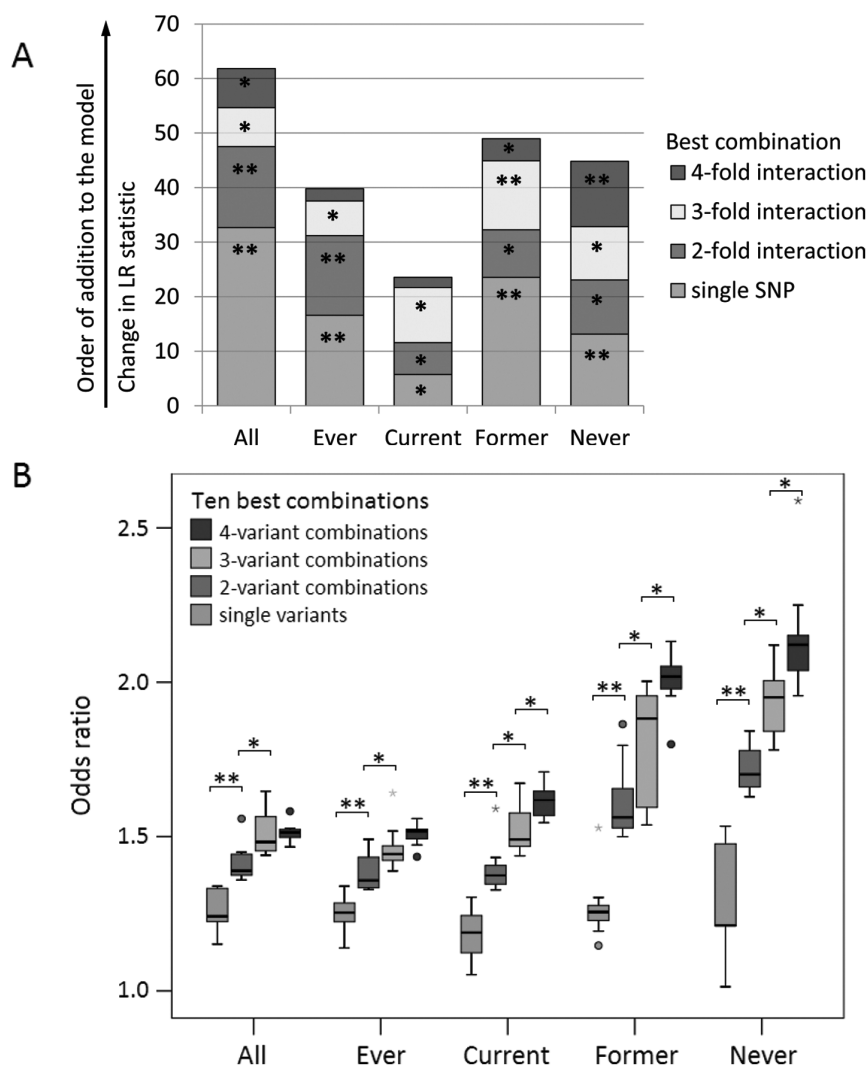 A
Order of addition to the model
Change in LR statistic
70
60
50
40
30
20
10
0
*
*
**
**
*
**
**
*
*
*
*
**
*
**
**
*
*
**
All
Ever
Current
Former
Never
Best combination
4-fold interaction
3-fold interaction
2-fold interaction
single SNP
B
Ten best combinations
4-variant combinations
3-variant combinations
2-variant combinations
single variants
Odds ratio
2.5
2.0
1.5
1.0
**
*
**
*
**
*
*
**
*
*
**
*
*
All
Ever
Current
Former
Never